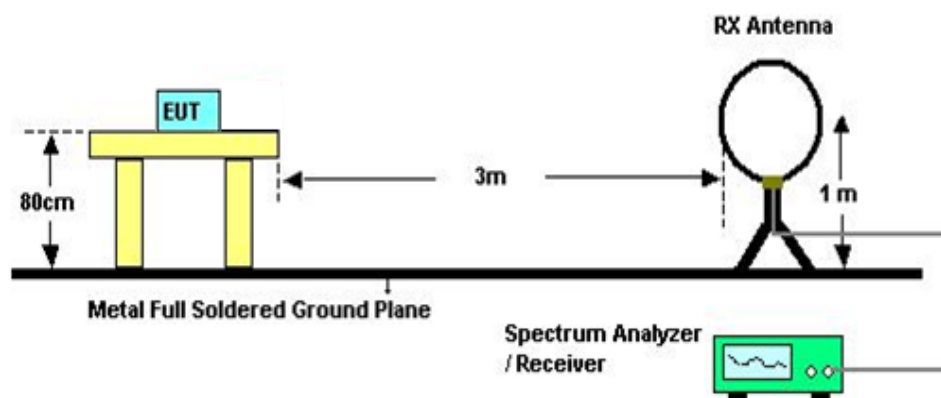 RX Antenna
EUT
80cm
3m
1 m
Metal Full Soldered Ground Plane
Spectrum Analyzer
/ Receiver